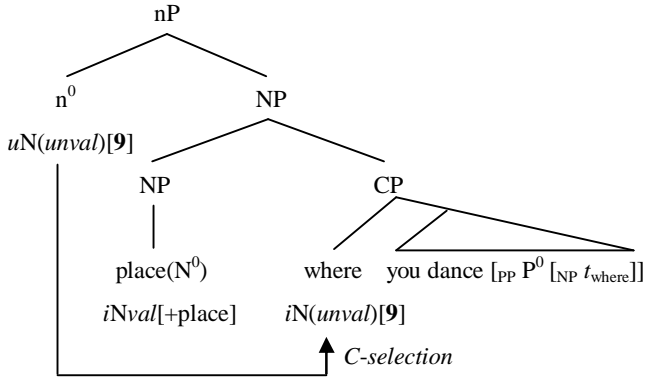 nP
n⁰ NP
uN(unval)[9]
NP CP
place(N⁰) where you dance [PP P⁰ [NP twhere]]
iNval[+place] iN(unval)[9]
C-selection